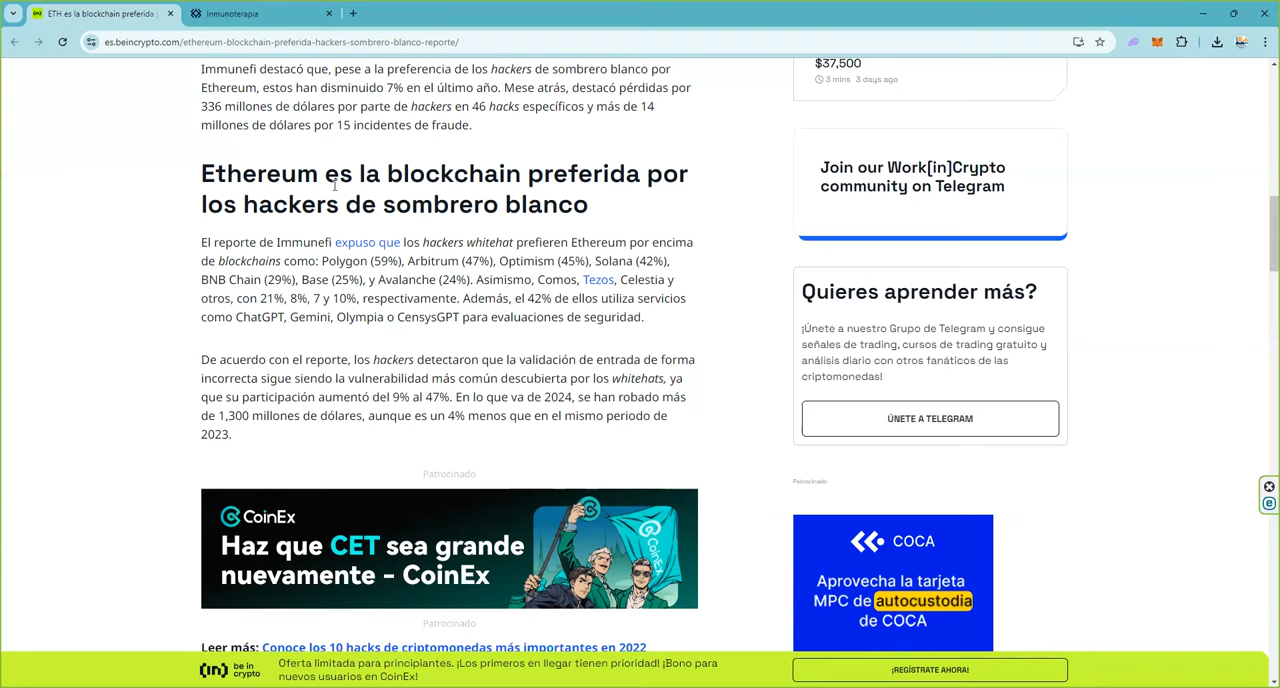 ETH es la blockchain preferida
Inmunoterapia
es.beincrypto.com/ethereum-blockchain-preferida-hackers-sombrero-blanco-reporte/
Immunefi destacó que, pese a la preferencia de los hackers de sombrero blanco por
Ethereum, estos han disminuido 7% en el último año. Mese atrás, destacó pérdidas por
336 millones de dólares por parte de hackers en 46 hacks específicos y más de 14
millones de dólares por 15 incidentes de fraude.
Ethereum es la blockchain preferida por
los hackers de sombrero blanco
El reporte de Immunefi expuso que los hackers whitehat prefieren Ethereum por encima
de blockchains como: Polygon (59%), Arbitrum (47%), Optimism (45%), Solana (42%),
BNB Chain (29%), Base (25%), y Avalanche (24%). Asimismo, Comos, Tezos, Celestia y
otros, con 21%, 8%, 7 y 10%, respectivamente. Además, el 42% de ellos utiliza servicios
como ChatGPT, Gemini, Olympia o CensysGPT para evaluaciones de seguridad.
De acuerdo con el reporte, los hackers detectaron que la validación de entrada de forma
incorrecta sigue siendo la vulnerabilidad más común descubierta por los whitehats, ya
que su participación aumentó del 9% al 47%. En lo que va de 2024, se han robado más
de 1,300 millones de dólares, aunque es un 4% menos que en el mismo periodo de
2023.
Patrocinado
CoinEx
Haz que CET sea grande
nuevamente - CoinEx
CoinEx
Patrocinado
Leer más: Conoce los 10 hacks de criptomonedas más importantes en 2022
$37,500
3 mins 3 days ago
Join our Work[in]Crypto
community on Telegram
Quieres aprender más?
¡Únete a nuestro Grupo de Telegram y consigue
señales de trading, cursos de trading gratuito y
análisis diario con otros fanáticos de las
criptomonedas!
ÚNETE A TELEGRAM
Patrocinado
COCA
Aprovecha la tarjeta
MPC de autocustodia
de COCA
[in] be in
crypto
Oferta limitada para principiantes. ¡Los primeros en llegar tienen prioridad! ¡Bono para
nuevos usuarios en CoinEx!
¡REGÍSTRATE AHORA!